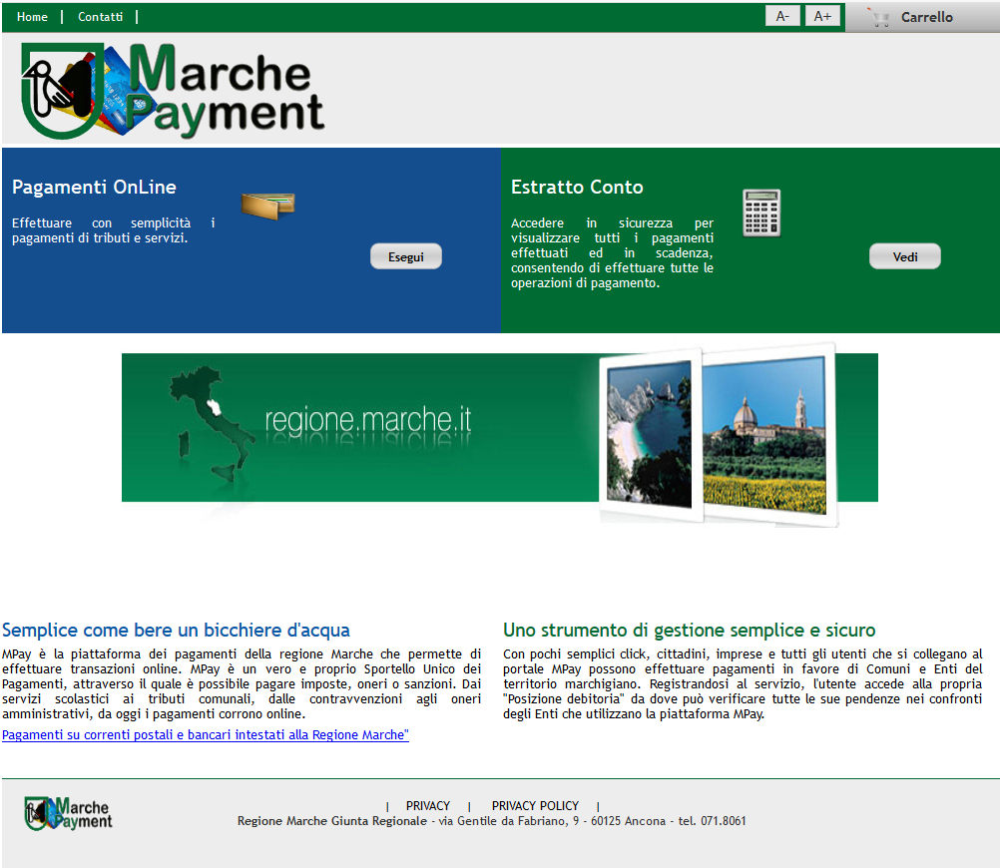 Home | Contatti |
A- A+ Carrello
Marche
Payment
Pagamenti OnLine
Effettuare con semplicità i
pagamenti di tributi e servizi.
Esegui
Estratto Conto
Accedere in sicurezza per
visualizzare tutti i pagamenti
effettuati ed in scadenza,
consentendo di effettuare tutte le
operazioni di pagamento.
Vedi
regione.marche.it
Semplice come bere un bicchiere d'acqua
MPay è la piattaforma dei pagamenti della regione Marche che permette di
effettuare transazioni online. MPay è un vero e proprio Sportello Unico dei
Pagamenti, attraverso il quale è possibile pagare imposte, oneri o sanzioni. Dai
servizi scolastici ai tributi comunali, dalle contravvenzioni agli oneri
amministrativi, da oggi i pagamenti corrono online.
Pagamenti su correnti postali e bancari intestati alla Regione Marche"
Uno strumento di gestione semplice e sicuro
Con pochi semplici click, cittadini, imprese e tutti gli utenti che si collegano al
portale MPay possono effettuare pagamenti in favore di Comuni e Enti del
territorio marchigiano. Registrandosi al servizio, l'utente accede alla propria
"Posizione debitoria" da dove può verificare tutte le sue pendenze nei confronti
degli Enti che utilizzano la piattaforma MPay.
Marche
Payment
| PRIVACY | PRIVACY POLICY |
Regione Marche Giunta Regionale - via Gentile da Fabriano, 9 - 60125 Ancona - tel. 071.8061